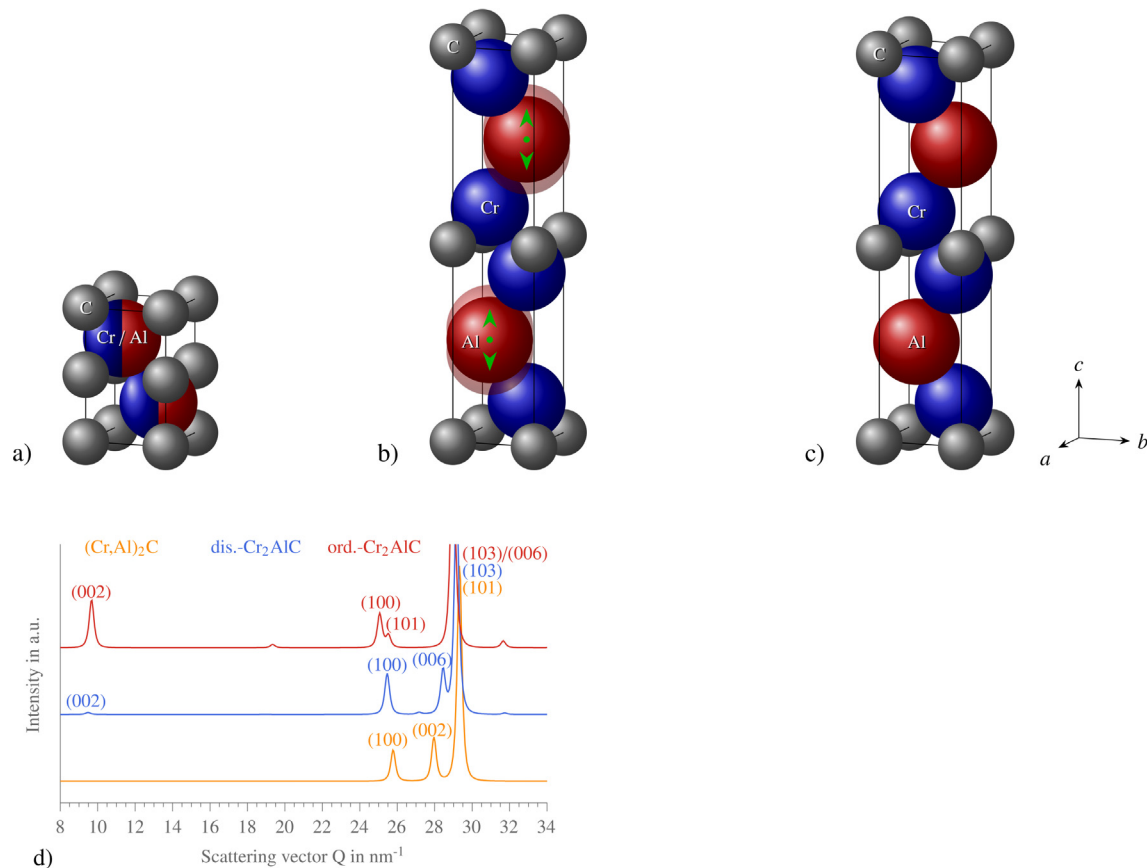 C
Cr / Al
a)
C
Cr
Al
b)
C
Cr
Al
c)
c
b
a
(Cr,Al)₂C dis.-Cr₂AlC ord.-Cr₂AlC
(103)/(006)
(103)
(101)
(002)
(100)
(101)
(002)
(100)
(006)
(100)
(002)
Intensity in a.u.
8 10 12 14 16 18 20 22 24 26 28 30 32 34
Scattering vector Q in nm⁻¹
d)